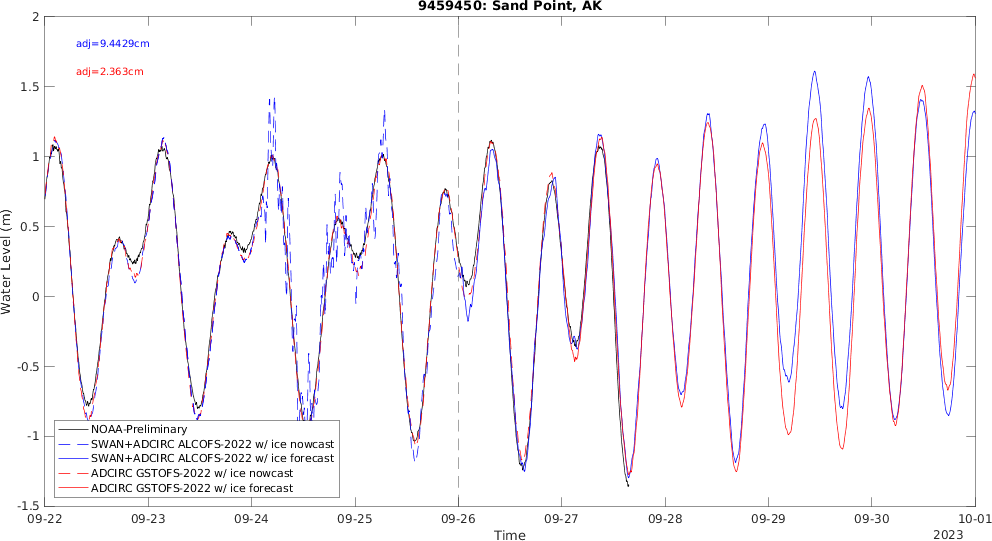 9459450: Sand Point, AK
adj=9.4429cm
adj=2.363cm
Water Level (m)
2
1.5
1
0.5
0
-0.5
-1
-1.5
NOAA-Preliminary
SWAN+ADCIRC ALCOFS-2022 w/ ice nowcast
SWAN+ADCIRC ALCOFS-2022 w/ ice forecast
ADCIRC GSTOFS-2022 w/ ice nowcast
ADCIRC GSTOFS-2022 w/ ice forecast
09-22 09-23 09-24 09-25 09-26 09-27 09-28 09-29 09-30 10-01
Time
2023